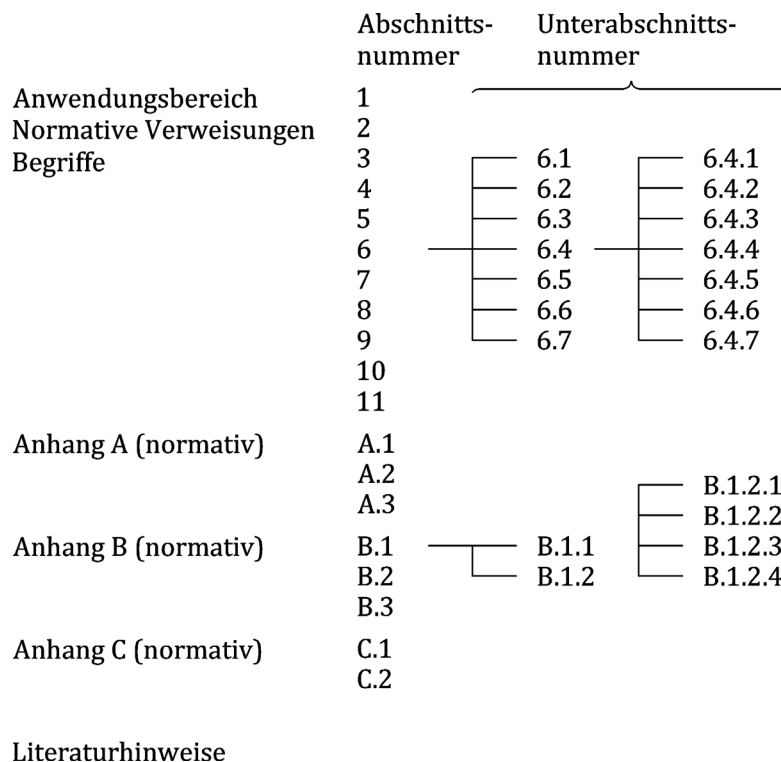 Abschnitts- Unterabschnitts-
nummer nummer
Anwendungsbereich 1
Normative Verweisungen 2
Begriffe 3 6.1 6.4.1
4 6.2 6.4.2
5 6.3 6.4.3
6 6.4 6.4.4
7 6.5 6.4.5
8 6.6 6.4.6
9 6.7 6.4.7
10
11
Anhang A (normativ) A.1
A.2
B.1.2.1
A.3
B.1.2.2
Anhang B (normativ) B.1 B.1.1 B.1.2.3
B.2 B.1.2 B.1.2.4
B.3
Anhang C (normativ) C.1
C.2
Literaturhinweise